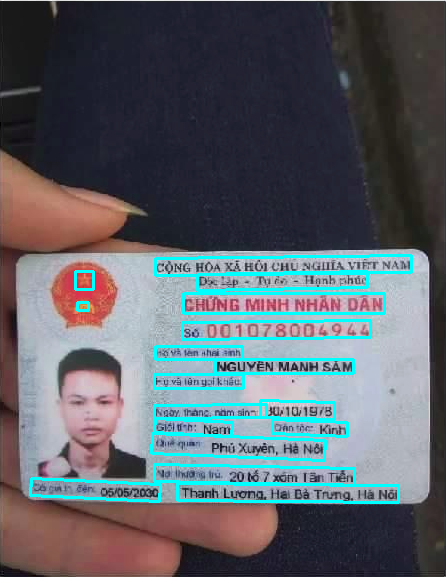 CỘNG HÒA XÃ HỘI CHỦ NGHĨA VIỆT NAM
Độc lập - Tự do - Hạnh phúc
CHỨNG MINH NHÂN DÂN
Số 001078004944
Họ và tên khai sinh
NGUYỄN MẠNH SÂM
Họ và tên gọi khác:
Ngày, tháng, năm sinh: 30/10/1978
Giới tính: Nam Dân tộc: Kinh
Quê quán: Phú Xuyên, Hà Nội
Nơi thường trú: 20 tổ 7 xóm Tân Tiến
Có giá trị đến: 05/05/2030 Thanh Lương, Hai Bà Trưng, Hà Nội